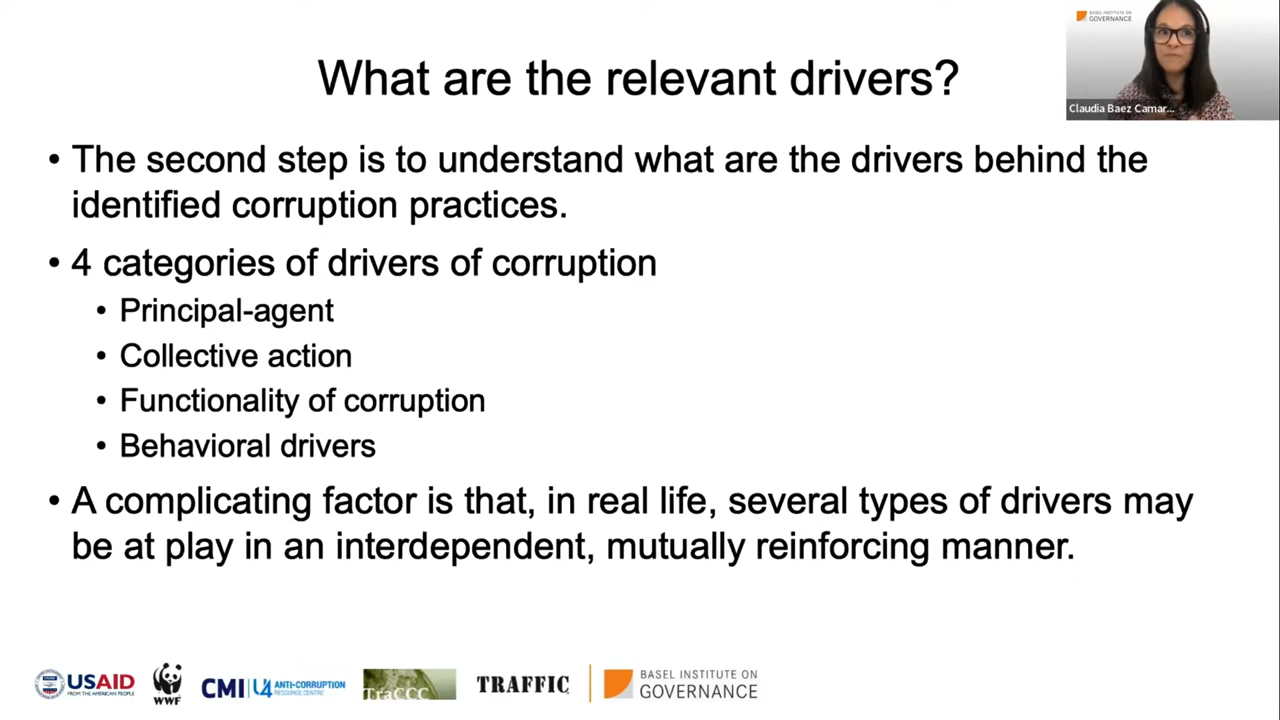 BASEL INSTITUTE ON
GOVERNANCE
Claudia Baez Camar...
What are the relevant drivers?
• The second step is to understand what are the drivers behind the
identified corruption practices.
• 4 categories of drivers of corruption
• Principal-agent
• Collective action
• Functionality of corruption
• Behavioral drivers
• A complicating factor is that, in real life, several types of drivers may
be at play in an interdependent, mutually reinforcing manner.
USAID
FROM THE AMERICAN PEOPLE
WWF
CMI U4 ANTI-CORRUPTION
RESOURCE CENTRE
TraCCC
TRAFFIC
BASEL INSTITUTE ON
GOVERNANCE